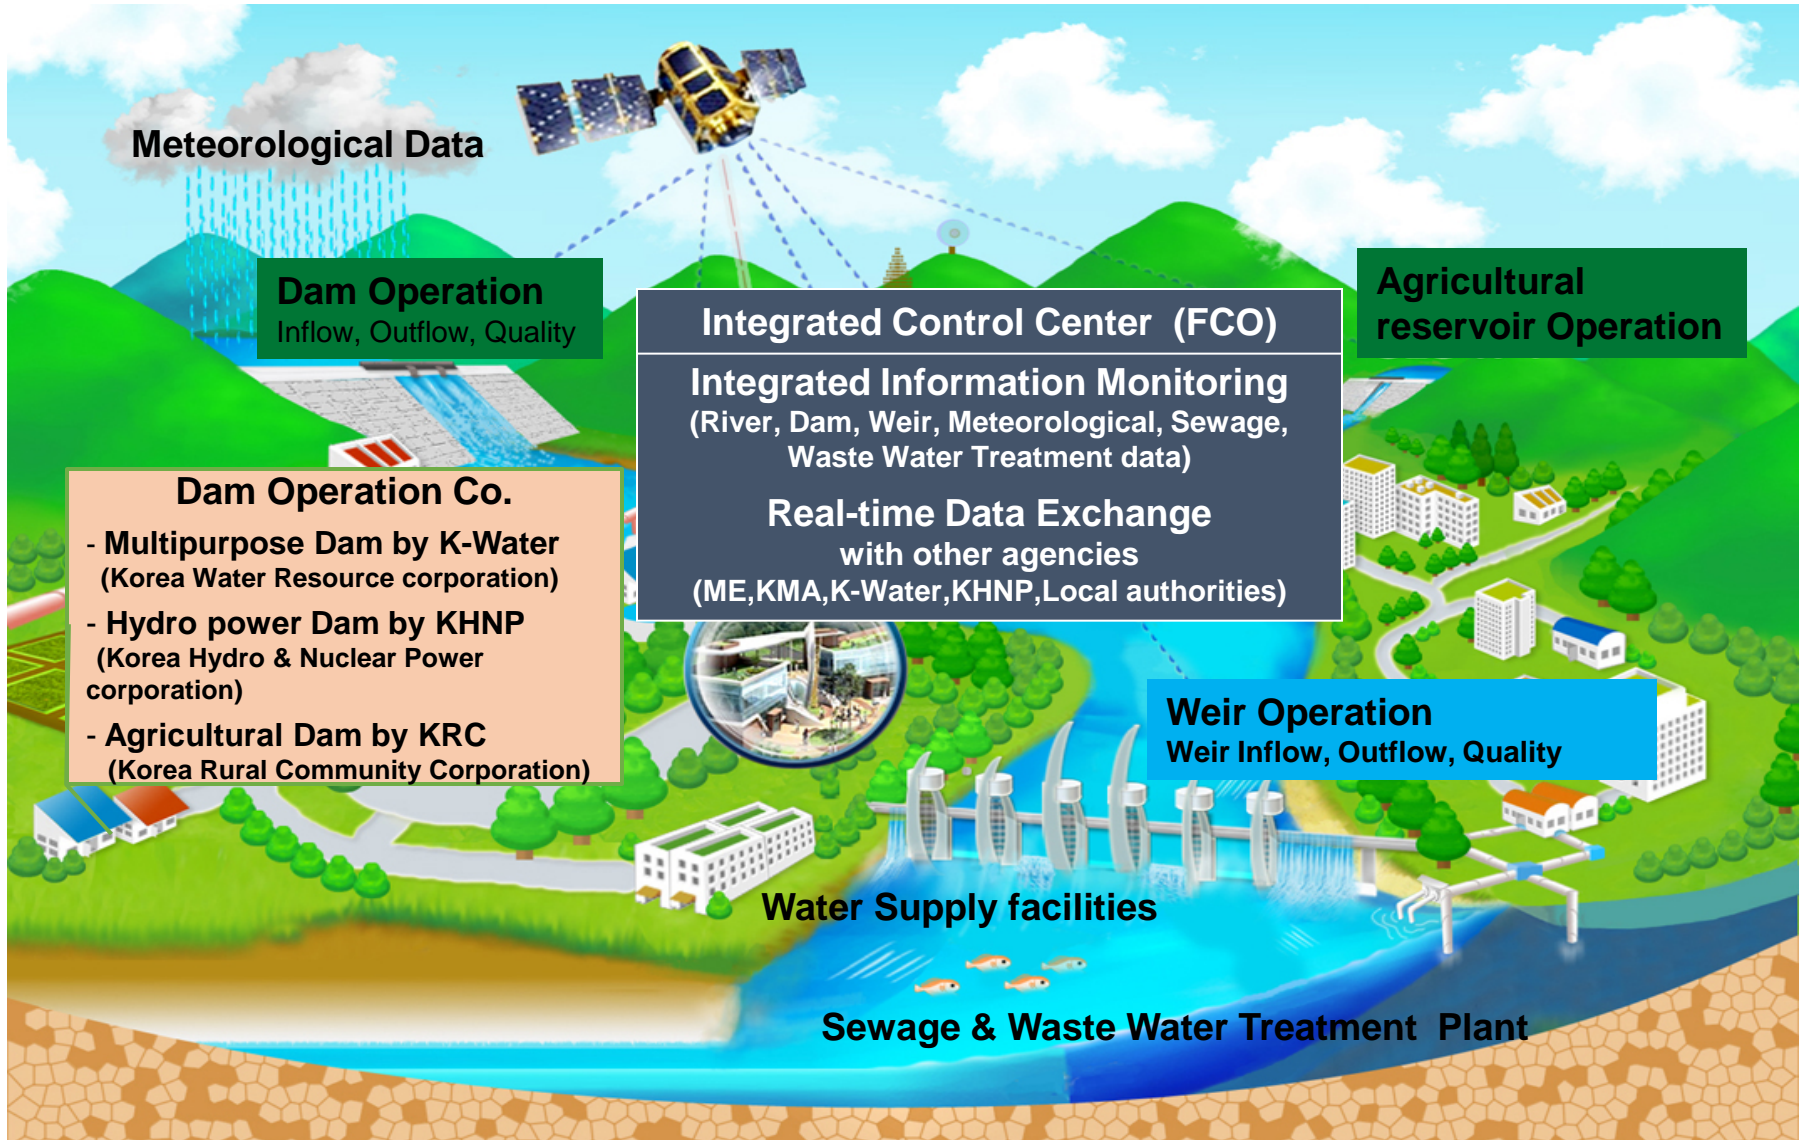 Meteorological Data
Dam Operation
Inflow, Outflow, Quality
Integrated Control Center (FCO)
Integrated Information Monitoring
(River, Dam, Weir, Meteorological, Sewage,
Waste Water Treatment data)
Real-time Data Exchange
with other agencies
(ME,KMA,K-Water,KHNP,Local authorities)
Agricultural
reservoir Operation
Dam Operation Co.
- Multipurpose Dam by K-Water
(Korea Water Resource corporation)
- Hydro power Dam by KHNP
(Korea Hydro & Nuclear Power
corporation)
- Agricultural Dam by KRC
(Korea Rural Community Corporation)
Weir Operation
Weir Inflow, Outflow, Quality
Water Supply facilities
Sewage & Waste Water Treatment Plant